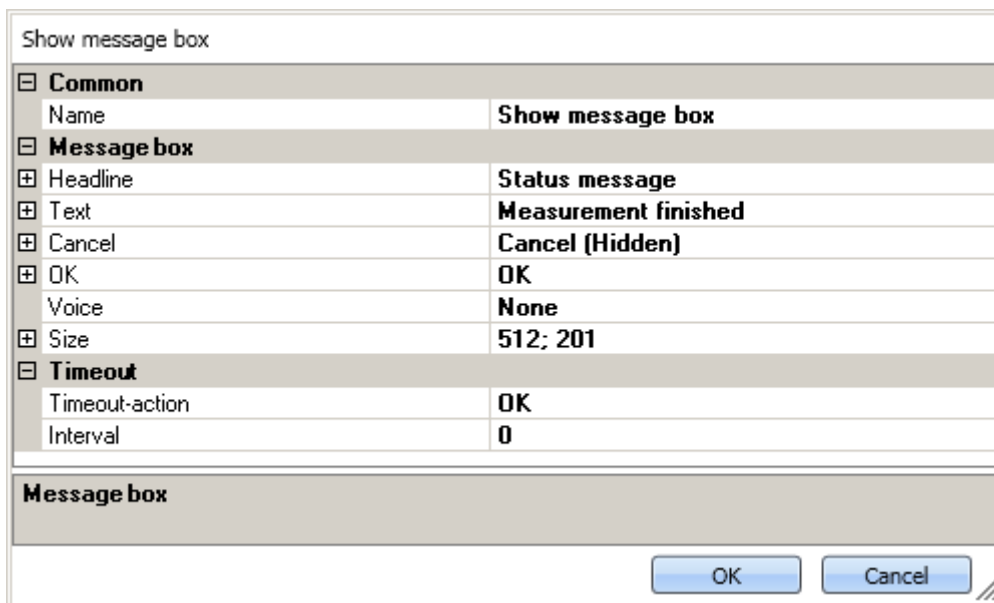 Show message box
Common
Name Show message box
Message box
Headline Status message
Text Measurement finished
Cancel Cancel (Hidden)
OK OK
Voice None
Size 512; 201
Timeout
Timeout-action OK
Interval 0
Message box
OK Cancel